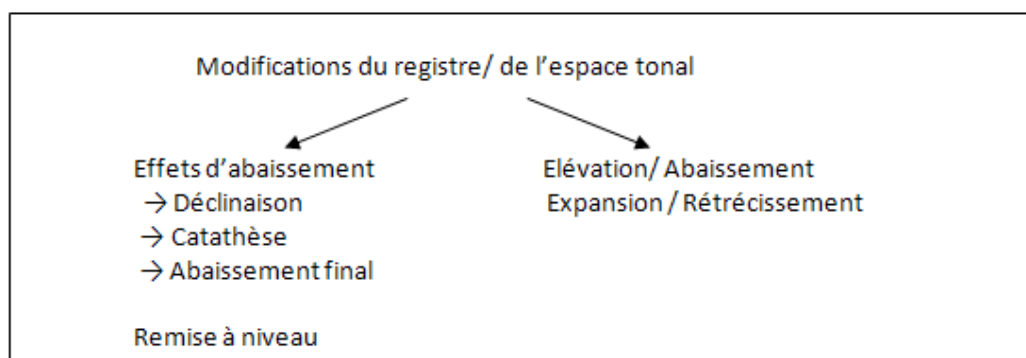 Modifications du registre/ de l’espace tonal
Effets d’abaissement
→ Déclinaison
→ Catathèse
→ Abaissement final
Remise à niveau
Elévation/ Abaissement
Expansion / Rétrécissement